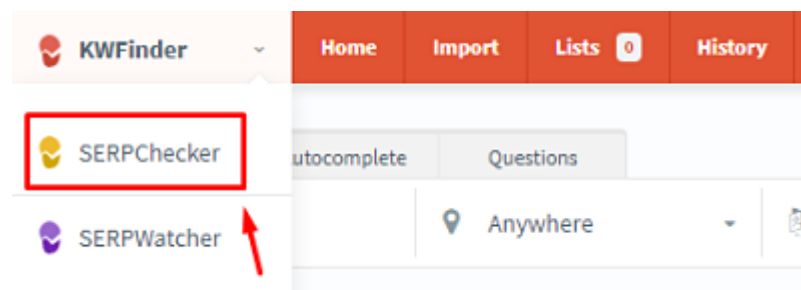 KWFinder Home Import Lists 0 History
SERPChecker utocomplete Questions
Anywhere
SERPWatcher